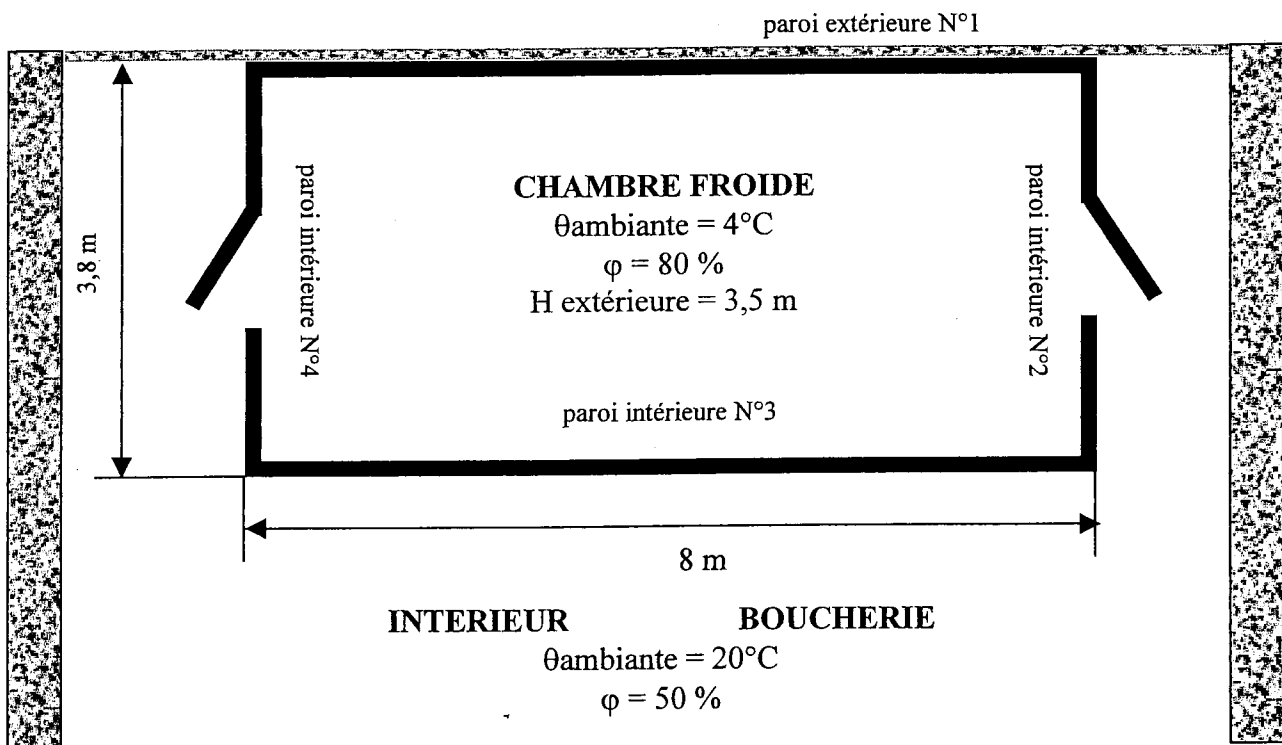 paroi extérieure N°1
3,8 m
paroi intérieure N°4
CHAMBRE FROIDE
θambiante = 4°C
φ = 80 %
H extérieure = 3,5 m
paroi intérieure N°2
paroi intérieure N°3
8 m
INTERIEUR BOUCHERIE
θambiante = 20°C
φ = 50 %